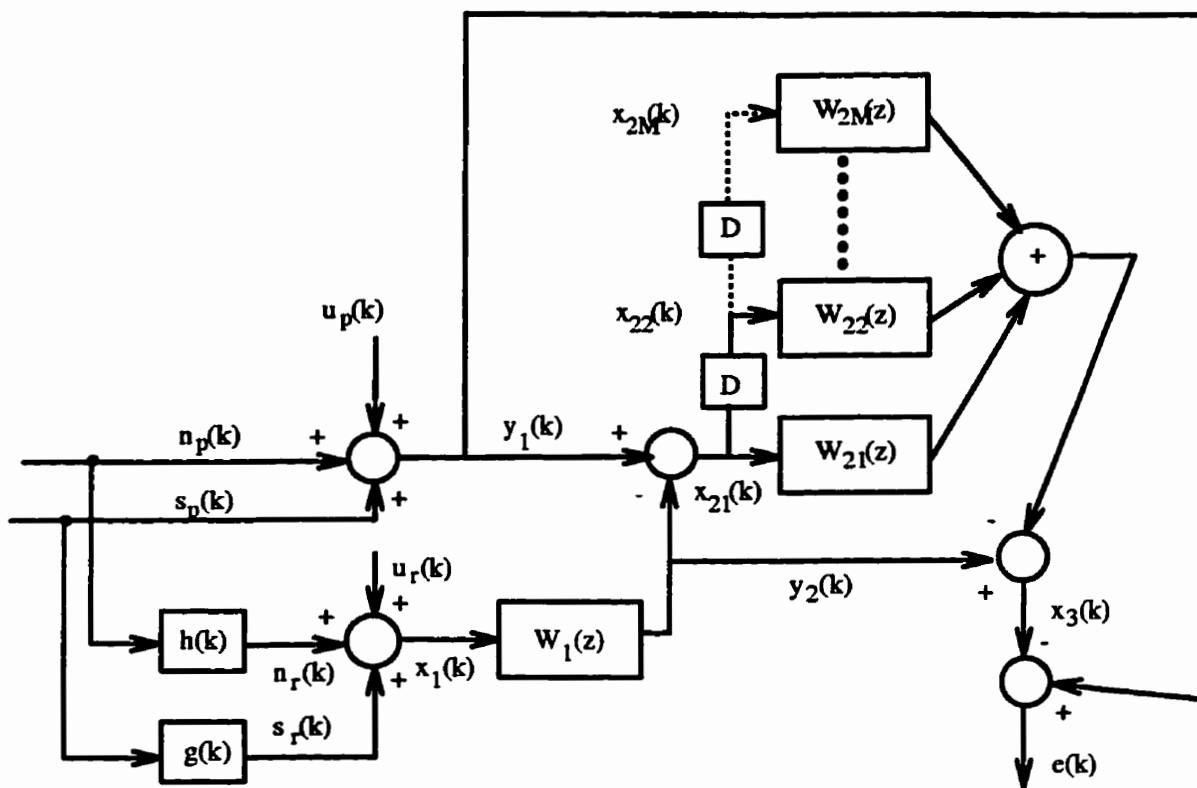 x2M(k)
W2M(z)
D
+
up(k)
x22(k)
W22(z)
D
+
np(k)
+
y1(k)
+
W21(z)
sp(k)
+
-
x21(k)
ur(k)
-
+
+
y2(k)
+
h(k)
x3(k)
nr(k)
x1(k)
W1(z)
-
+
sr(k)
+
g(k)
e(k)